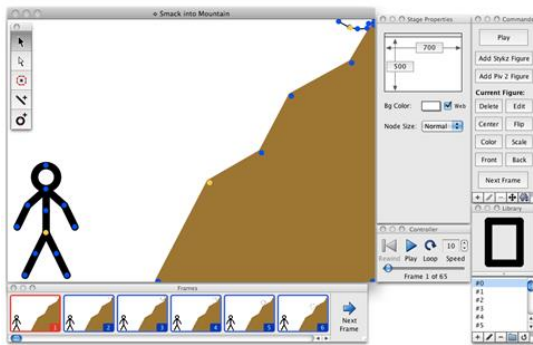 Smack into Mountain
Stage Properties
700
500
Bg Color:
Web
Node Size:
Normal
Commands
Play
Add Stykz Figure
Add Piv 2 Figure
Current Figure:
Delete Edit
Center Flip
Color Scale
Front Back
Next Frame
Controller
Rewind Play Loop 10 Speed
Frame 1 of 65
Library
#0
#1
#2
#3
#4
#5
Frames
1 2 3 4 5 6
Next
Frame